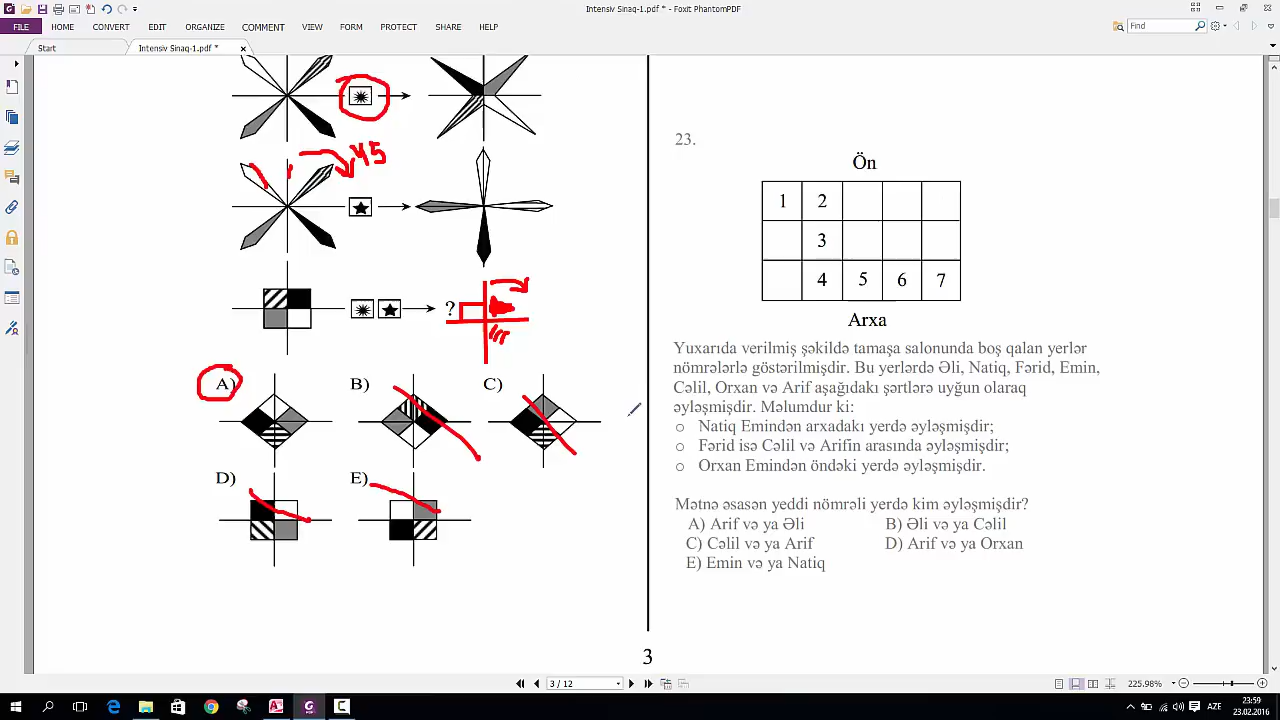 Intensiv Sinaq-1.pdf * - Foxit PhantomPDF
FILE HOME CONVERT EDIT ORGANIZE COMMENT VIEW FORM PROTECT SHARE HELP
Find
Start
Intensiv Sinaq-1.pdf *
45
?
A)
B)
C)
D)
E)
3
23.
Ön
1 2
3
4 5 6 7
Arxa
Yuxarıda verilmiş şəkildə tamaşa salonunda boş qalan yerlər
nömrələrlə göstərilmişdir. Bu yerlərdə Əli, Natiq, Fərid, Emin,
Cəlil, Orxan və Arif aşağıdakı şərtlərə uyğun olaraq
əyləşmişdir. Məlumdur ki:
o Natiq Emindən arxadakı yerdə əyləşmişdir;
o Fərid isə Cəlil və Arifin arasında əyləşmişdir;
o Orxan Emindən öndəki yerdə əyləşmişdir.
Mətnə əsasən yeddi nömrəli yerdə kim əyləşmişdir?
A) Arif və ya Əli B) Əli və ya Cəlil
C) Cəlil və ya Arif D) Arif və ya Orxan
E) Emin və ya Natiq
3 / 12
225.98%
AZE
23:59
23.02.2016